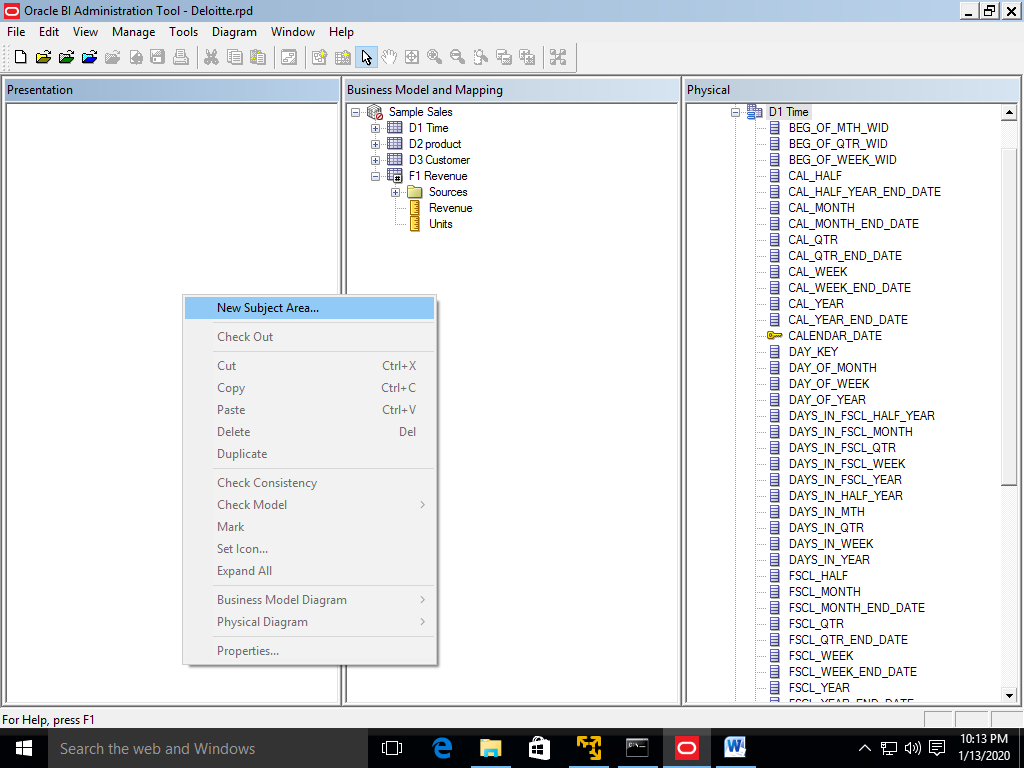 Oracle BI Administration Tool - Deloitte.rpd
File Edit View Manage Tools Diagram Window Help
Presentation
Business Model and Mapping
Sample Sales
D1 Time
D2 product
D3 Customer
F1 Revenue
Sources
Revenue
Units
Physical
D1 Time
BEG_OF_MTH_WID
BEG_OF_QTR_WID
BEG_OF_WEEK_WID
CAL_HALF
CAL_HALF_YEAR_END_DATE
CAL_MONTH
CAL_MONTH_END_DATE
CAL_QTR
CAL_QTR_END_DATE
CAL_WEEK
CAL_WEEK_END_DATE
CAL_YEAR
CAL_YEAR_END_DATE
CALENDAR_DATE
DAY_KEY
DAY_OF_MONTH
DAY_OF_WEEK
DAY_OF_YEAR
DAYS_IN_FSCL_HALF_YEAR
DAYS_IN_FSCL_MONTH
DAYS_IN_FSCL_QTR
DAYS_IN_FSCL_WEEK
DAYS_IN_FSCL_YEAR
DAYS_IN_HALF_YEAR
DAYS_IN_MTH
DAYS_IN_QTR
DAYS_IN_WEEK
DAYS_IN_YEAR
FSCL_HALF
FSCL_MONTH
FSCL_MONTH_END_DATE
FSCL_QTR
FSCL_QTR_END_DATE
FSCL_WEEK
FSCL_WEEK_END_DATE
FSCL_YEAR
FSCL_YEAR_END_DATE
New Subject Area...
Check Out
Cut Ctrl+X
Copy Ctrl+C
Paste Ctrl+V
Delete Del
Duplicate
Check Consistency
Check Model
Mark
Set Icon...
Expand All
Business Model Diagram
Physical Diagram
Properties...
For Help, press F1
Search the web and Windows
10:13 PM
1/13/2020